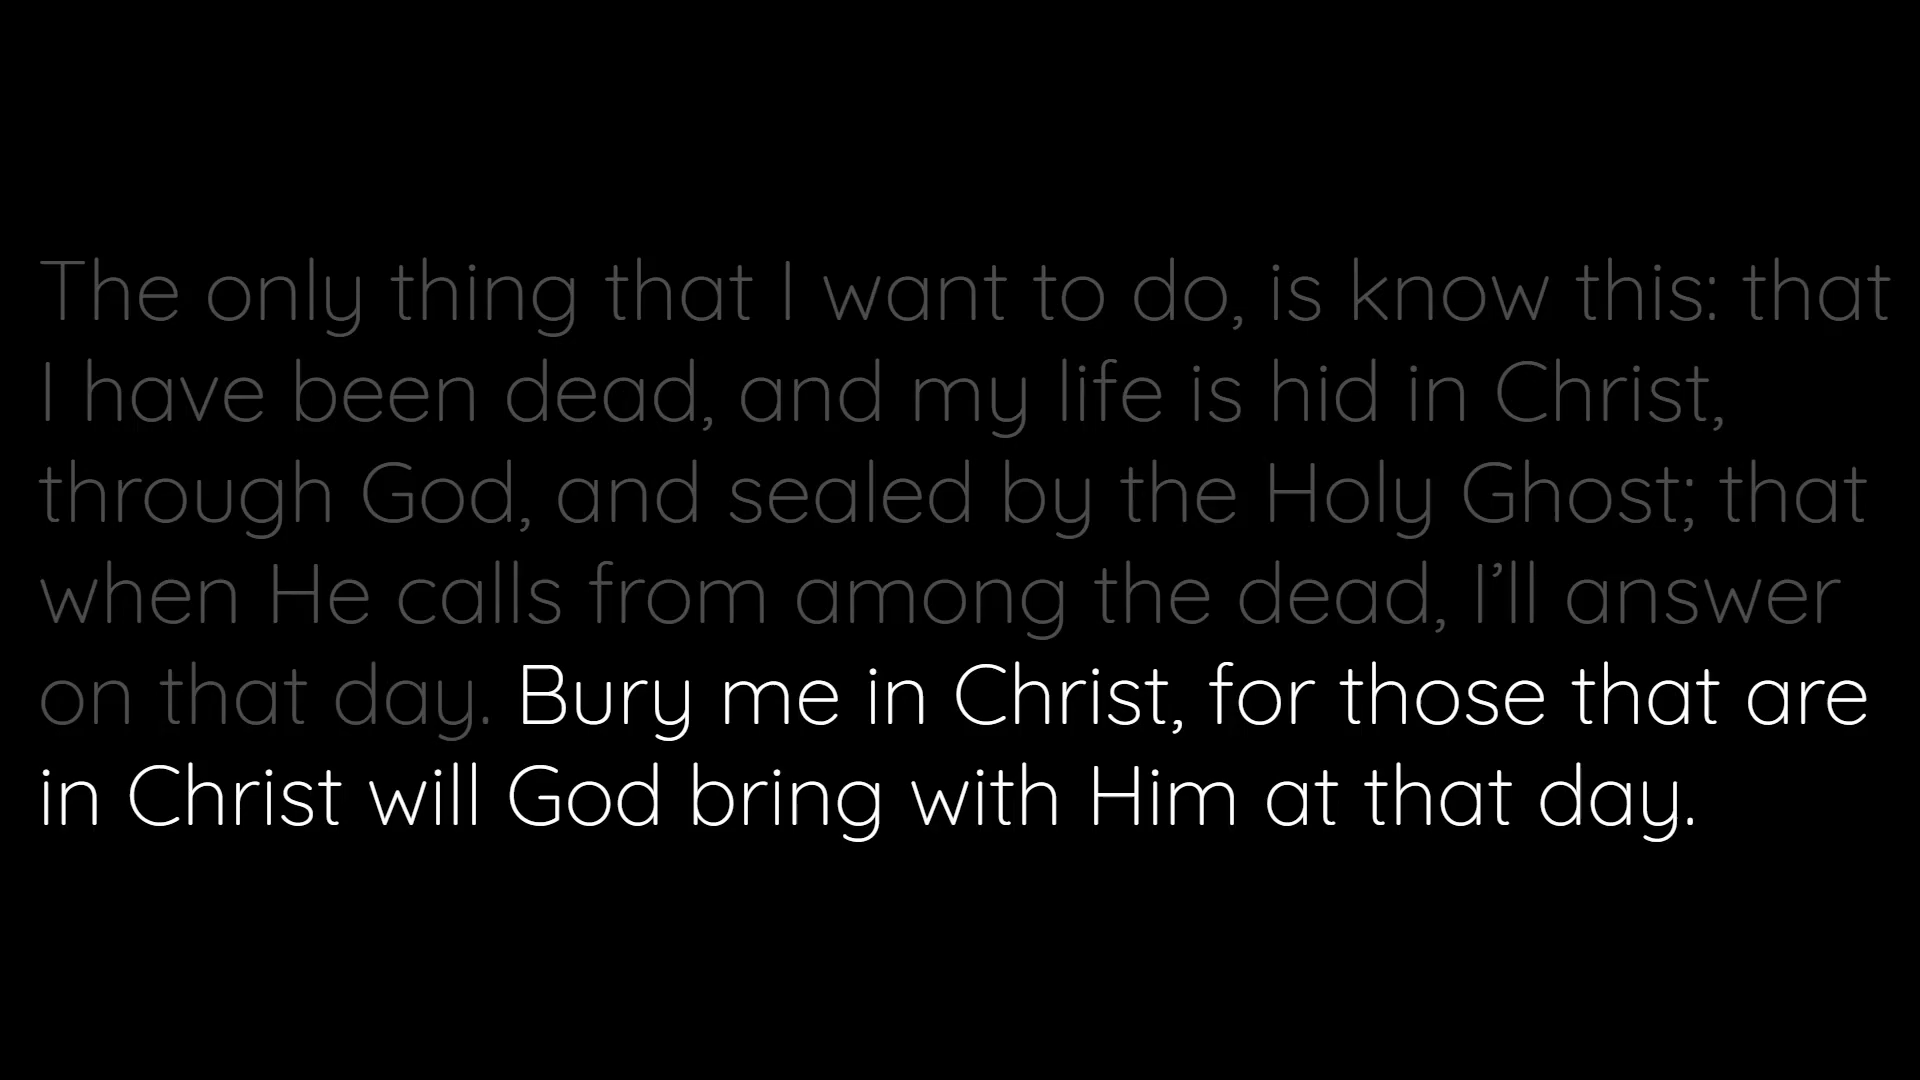 The only thing that I want to do, is know this: that
I have been dead, and my life is hid in Christ,
through God, and sealed by the Holy Ghost; that
when He calls from among the dead, I’ll answer
on that day. Bury me in Christ, for those that are
in Christ will God bring with Him at that day.